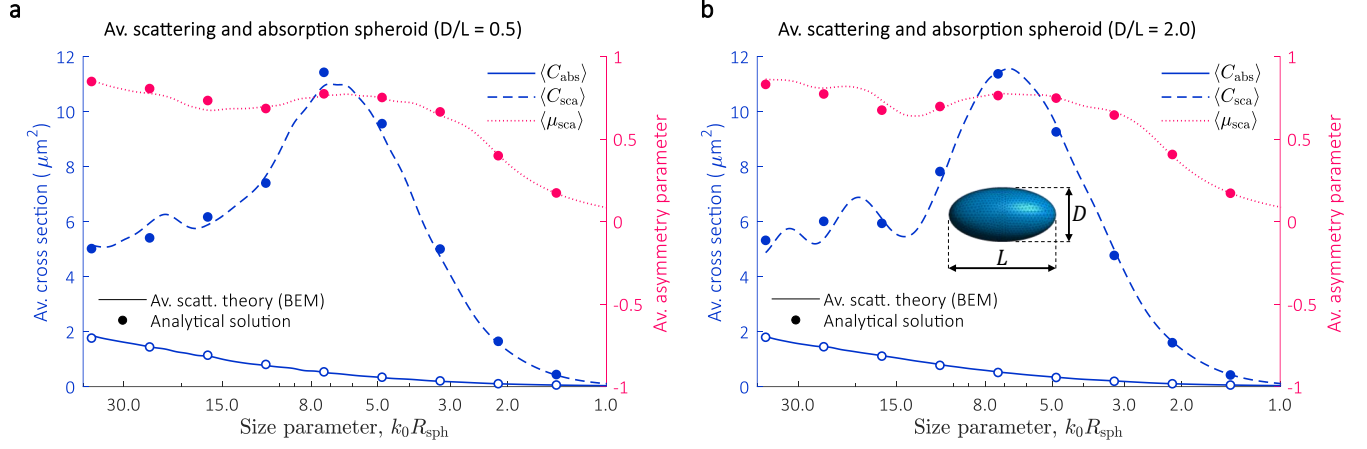 a
Av. scattering and absorption spheroid (D/L = 0.5)
12
10
8
6
4
2
0
Av. cross section ( μm²)
⟨C_abs⟩
⟨C_sca⟩
⟨μ_sca⟩
Av. scatt. theory (BEM)
Analytical solution
1
0.5
0
-0.5
-1
Av. asymmetry parameter
30.0 15.0 8.0 5.0 3.0 2.0 1.0
Size parameter, k₀R_sph
b
Av. scattering and absorption spheroid (D/L = 2.0)
12
10
8
6
4
2
0
Av. cross section ( μm²)
⟨C_abs⟩
⟨C_sca⟩
⟨μ_sca⟩
D
L
Av. scatt. theory (BEM)
Analytical solution
1
0.5
0
-0.5
-1
Av. asymmetry parameter
30.0 15.0 8.0 5.0 3.0 2.0 1.0
Size parameter, k₀R_sph